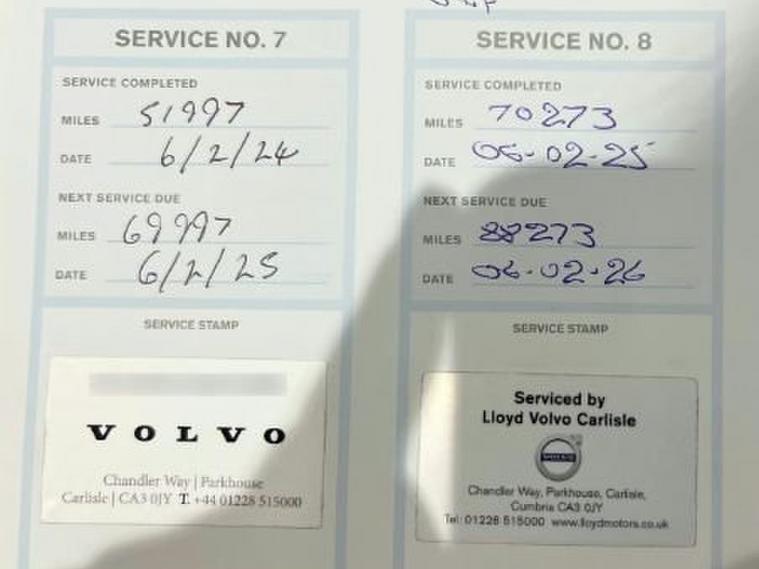 SERVICE NO. 7
SERVICE COMPLETED
MILES 51997
DATE 6/2/24
NEXT SERVICE DUE
MILES 69997
DATE 6/2/25
SERVICE STAMP
VOLVO
Chandler Way | Parkhouse
Carlisle | CA3 0JY T. +44 01228 515000
SERVICE NO. 8
SERVICE COMPLETED
MILES 70273
DATE 06-02-25
NEXT SERVICE DUE
MILES 88273
DATE 06-02-26
SERVICE STAMP
Serviced by
Lloyd Volvo Carlisle
VOLVO
Chandler Way, Parkhouse, Carlisle,
Cumbria CA3 0JY
Tel: 01228 515000 www.lloydmotors.co.uk